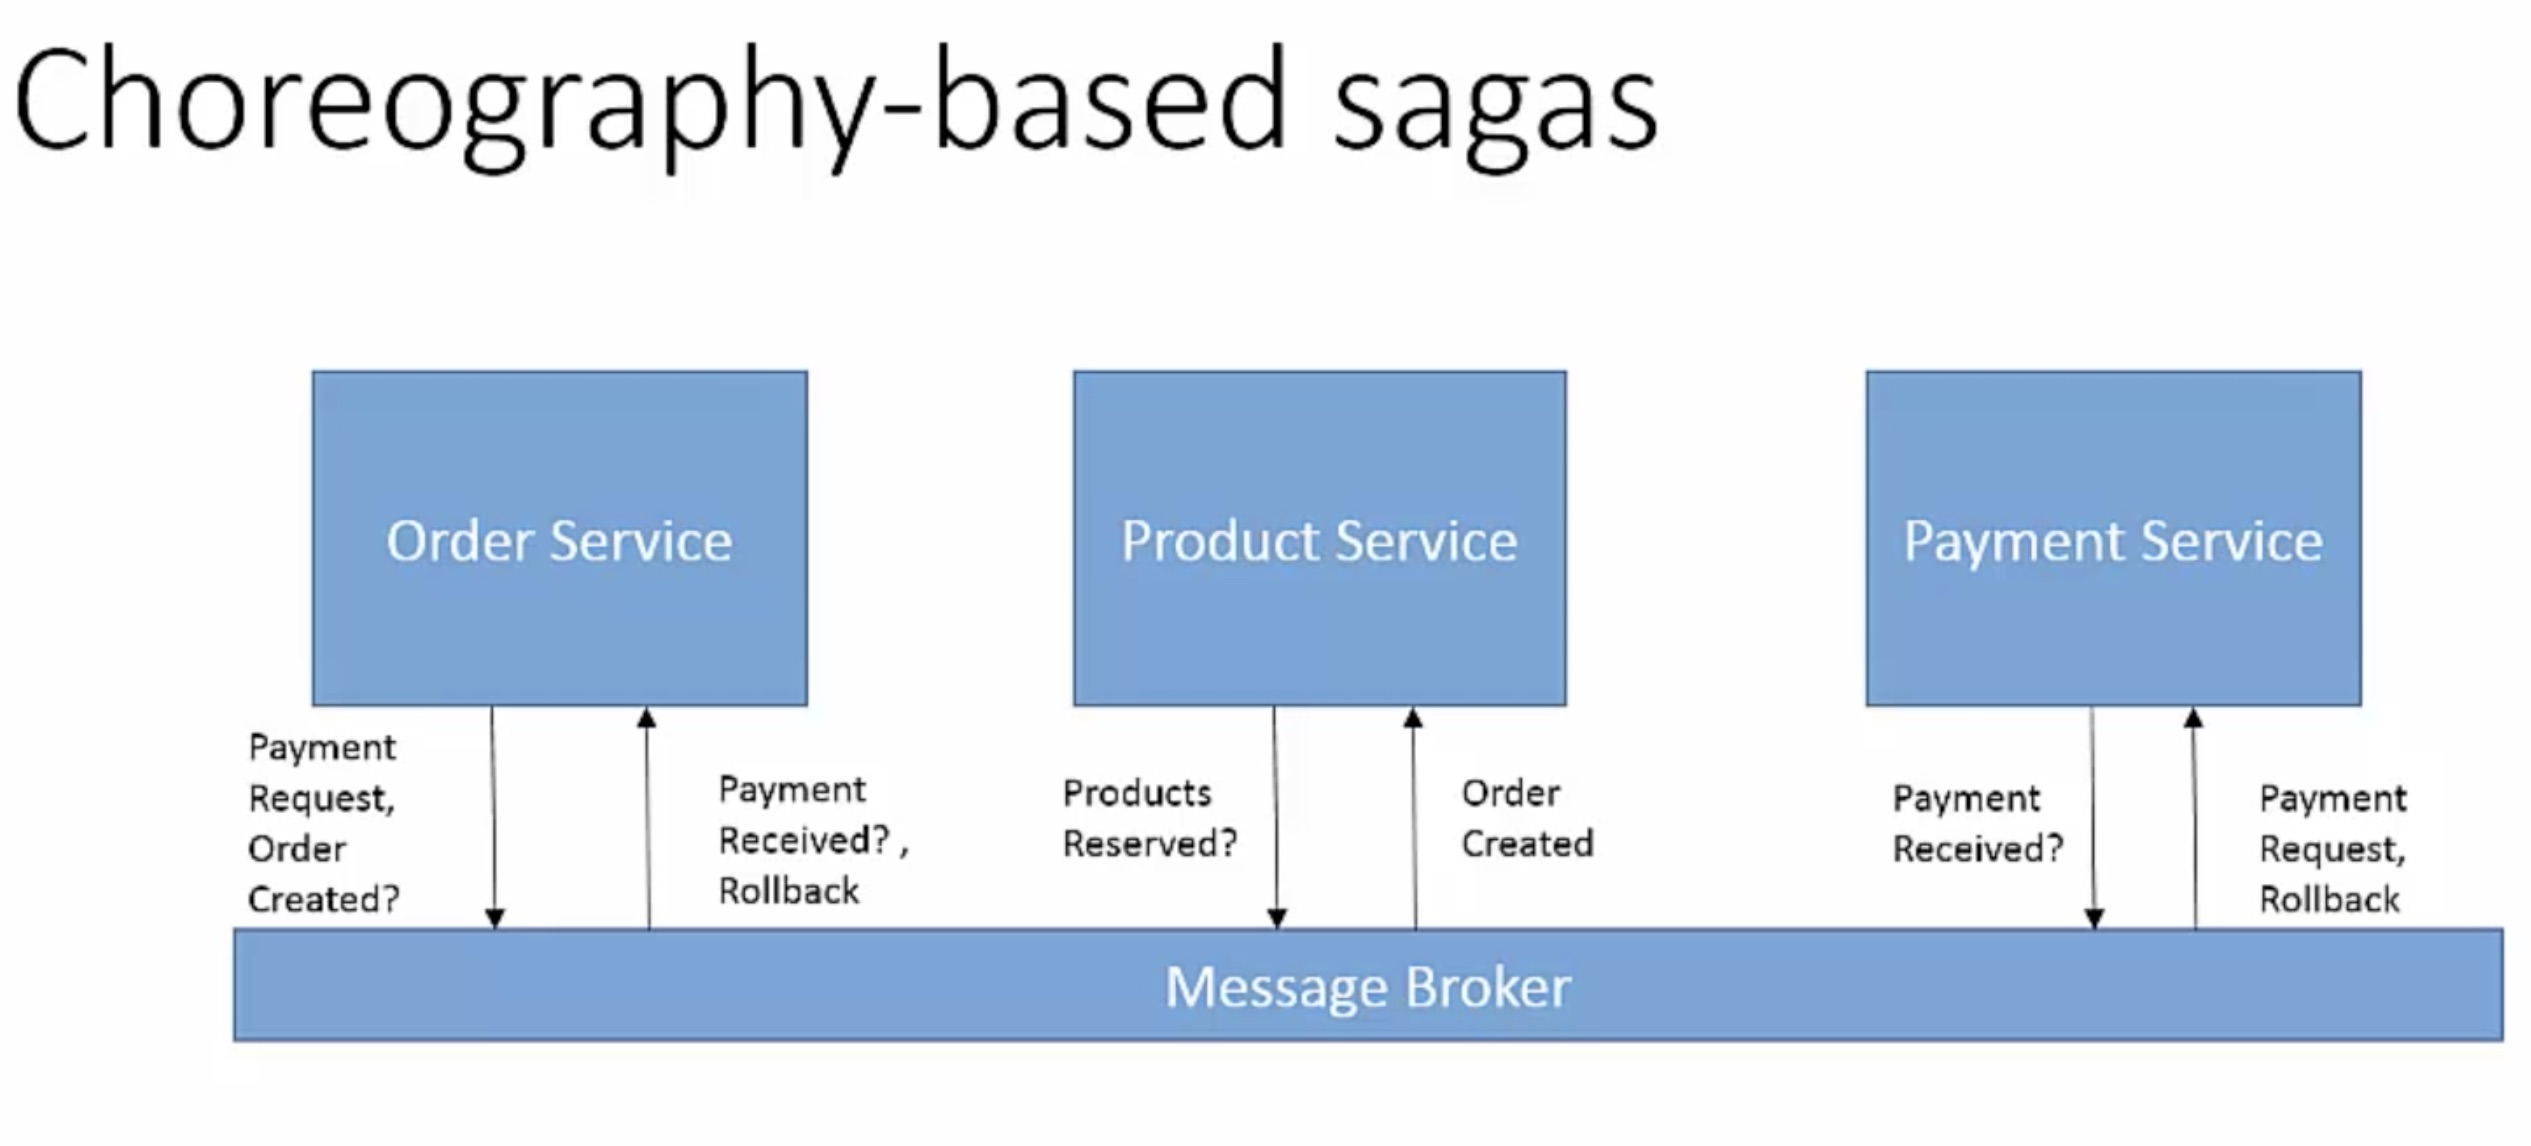 Choreography-based sagas
Order Service
Product Service
Payment Service
Payment
Request,
Order
Created?
Payment
Received? ,
Rollback
Products
Reserved?
Order
Created
Payment
Received?
Payment
Request,
Rollback
Message Broker